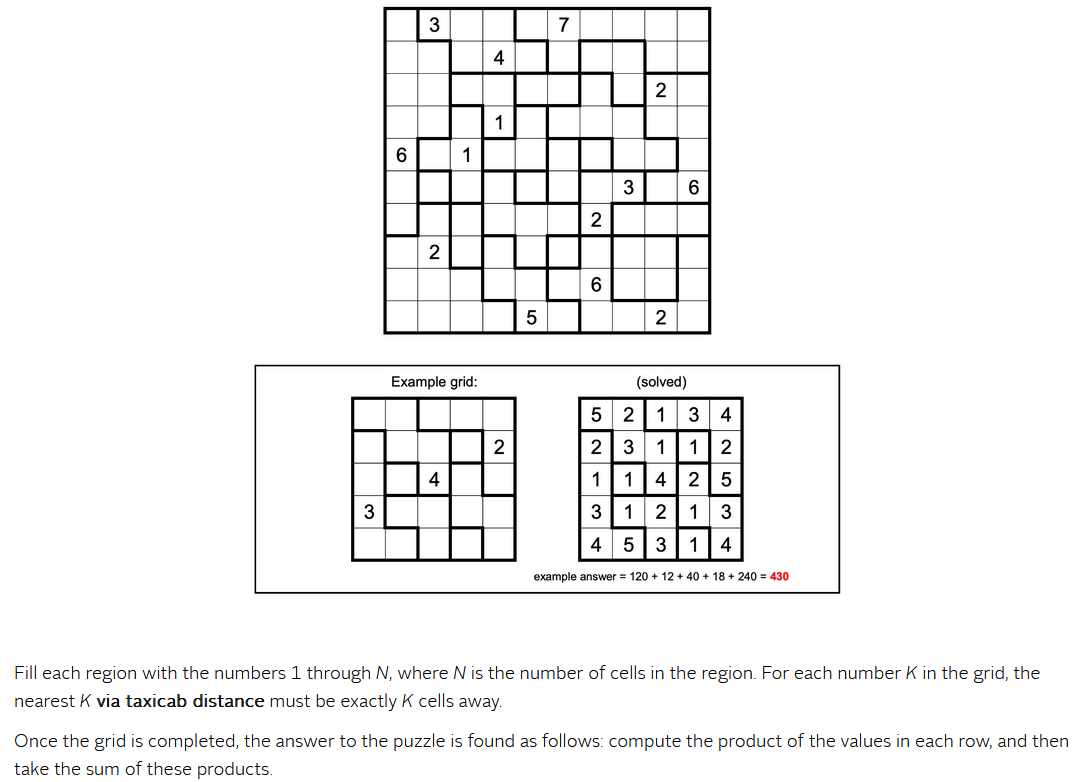 3 7
4
2
1
6 1
3 6
2
2
6
5 2
Example grid: (solved)
5 2 1 3 4
2 2 3 1 1 2
4 1 1 4 2 5
3 3 1 2 1 3
4 5 3 1 4
example answer = 120 + 12 + 40 + 18 + 240 = 430
Fill each region with the numbers 1 through N, where N is the number of cells in the region. For each number K in the grid, the
nearest K via taxicab distance must be exactly K cells away.
Once the grid is completed, the answer to the puzzle is found as follows: compute the product of the values in each row, and then
take the sum of these products.